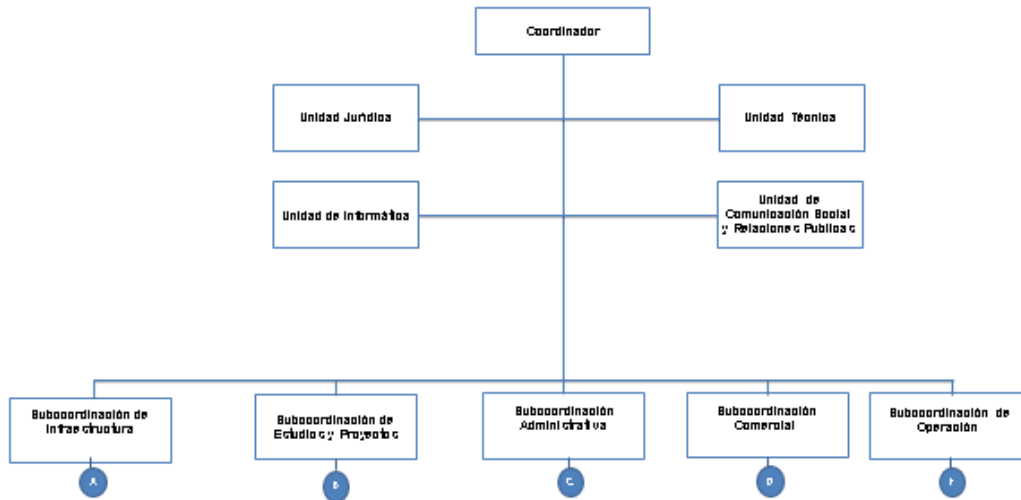 Coordinador
Unidad Jurídica
Unidad Técnica
Unidad de Informática
Unidad de
Comunicación Social
y Relaciones Publicas
Subcoordinación de
Infraestructura
Subcoordinación de
Estudios y Proyectos
Subcoordinación
Administrativa
Subcoordinación
Comercial
Subcoordinación de
Operación
A
C
D